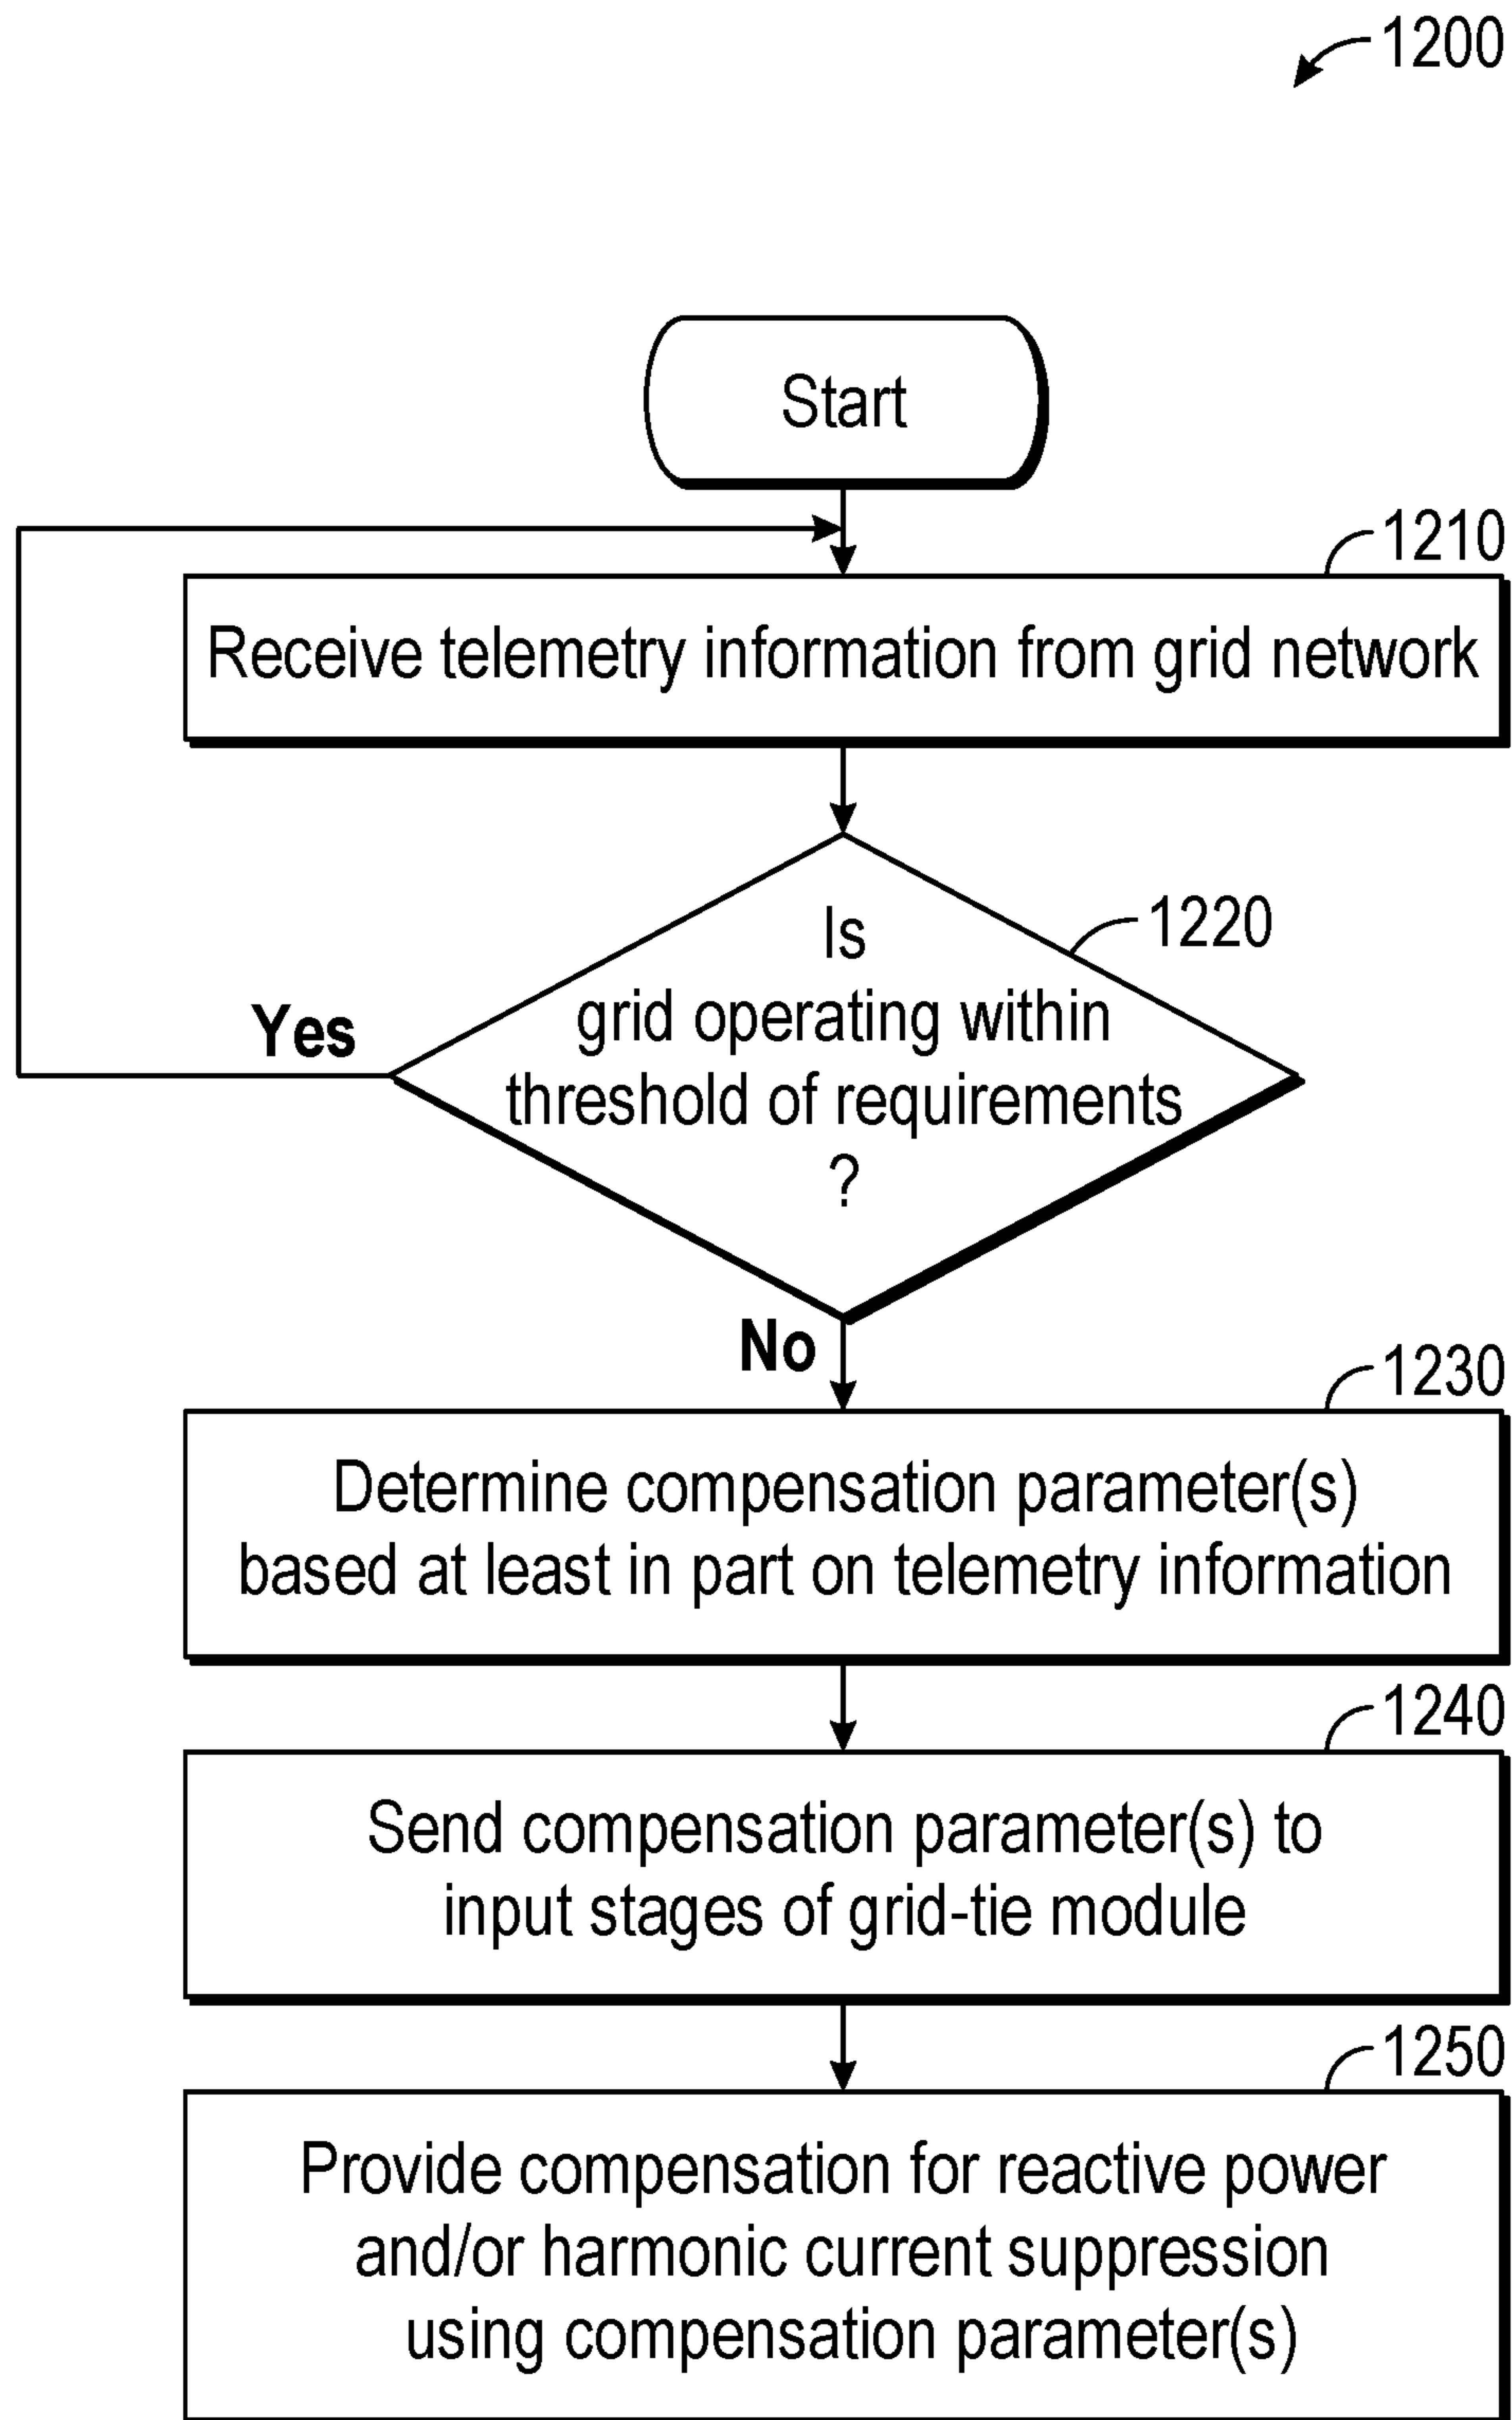 1200
Start
1210
Receive telemetry information from grid network
1220
Is
grid operating within
threshold of requirements
?
Yes
No
1230
Determine compensation parameter(s)
based at least in part on telemetry information
1240
Send compensation parameter(s) to
input stages of grid-tie module
1250
Provide compensation for reactive power
and/or harmonic current suppression
using compensation parameter(s)